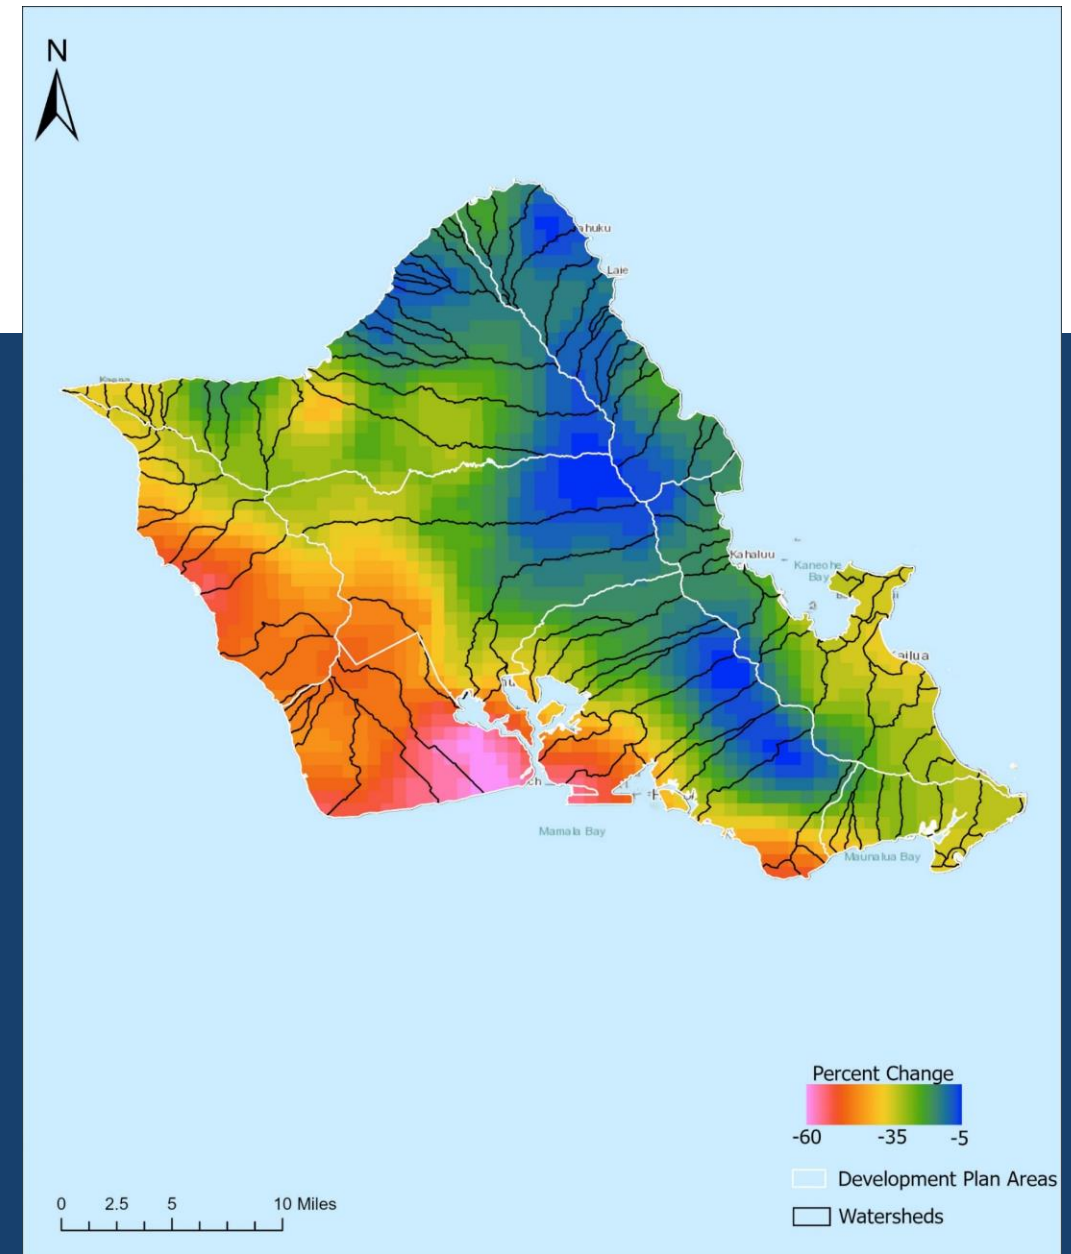 N
ahuku
Laie
Kahaluu
Kaneohe
Bay
ailua
Mamala Bay
Maunalua Bay
Percent Change
-60 -35 -5
Development Plan Areas
Watersheds
0 2.5 5 10 Miles